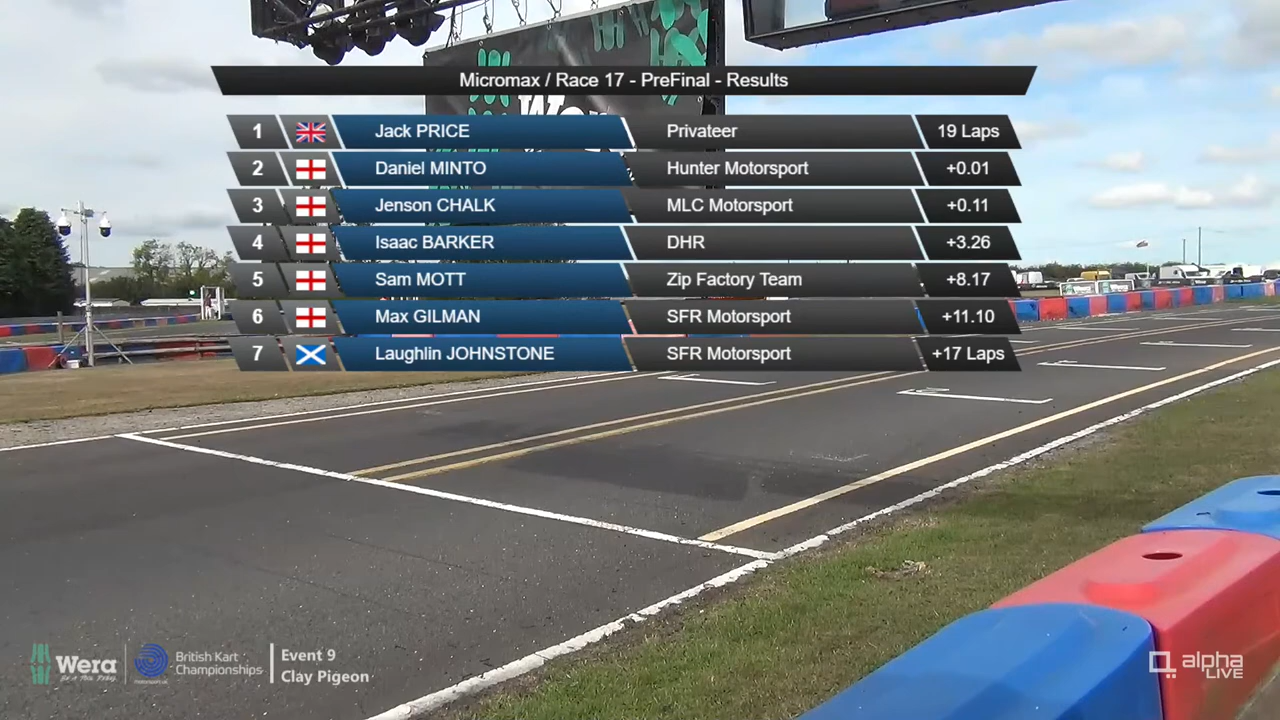 Micromax / Race 17 - PreFinal - Results
1 Jack PRICE Privateer 19 Laps
2 Daniel MINTO Hunter Motorsport +0.01
3 Jenson CHALK MLC Motorsport +0.11
4 Isaac BARKER DHR +3.26
5 Sam MOTT Zip Factory Team +8.17
6 Max GILMAN SFR Motorsport +11.10
7 Laughlin JOHNSTONE SFR Motorsport +17 Laps
Wera
British Kart
Championships
Event 9
Clay Pigeon
alpha
LIVE